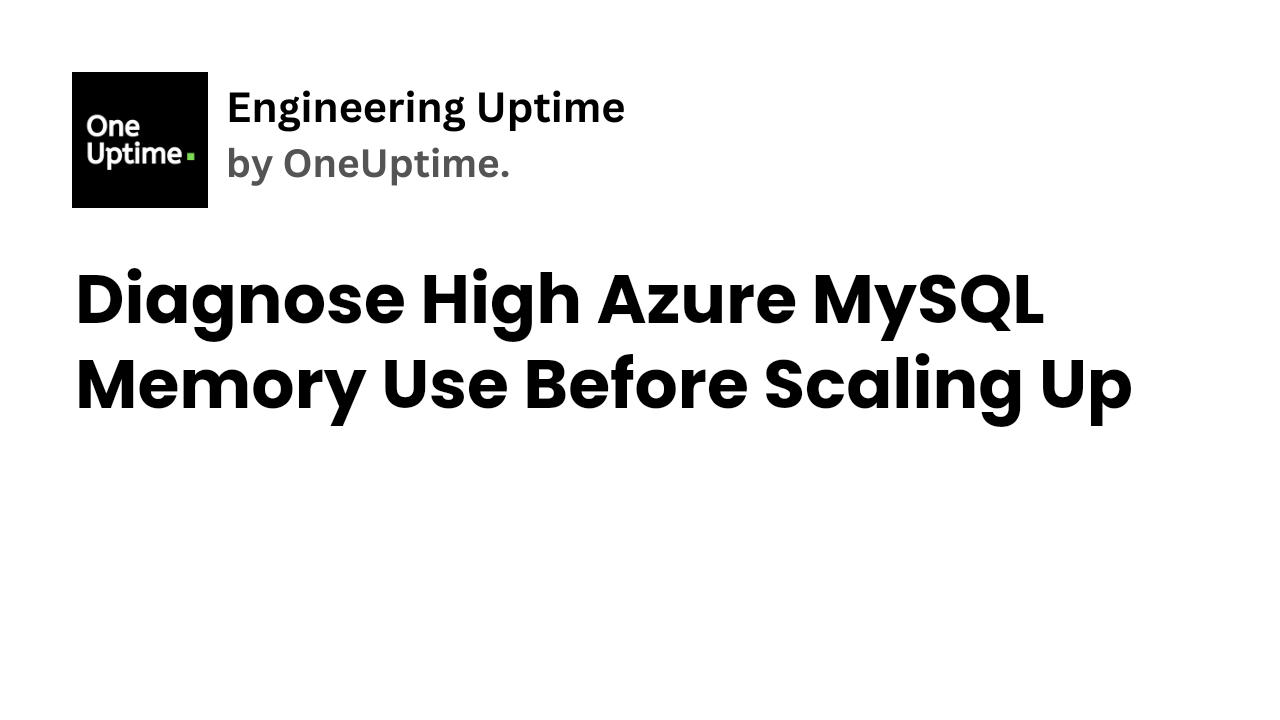 One
Uptime.
Engineering Uptime
by OneUptime.
Diagnose High Azure MySQL
Memory Use Before Scaling Up